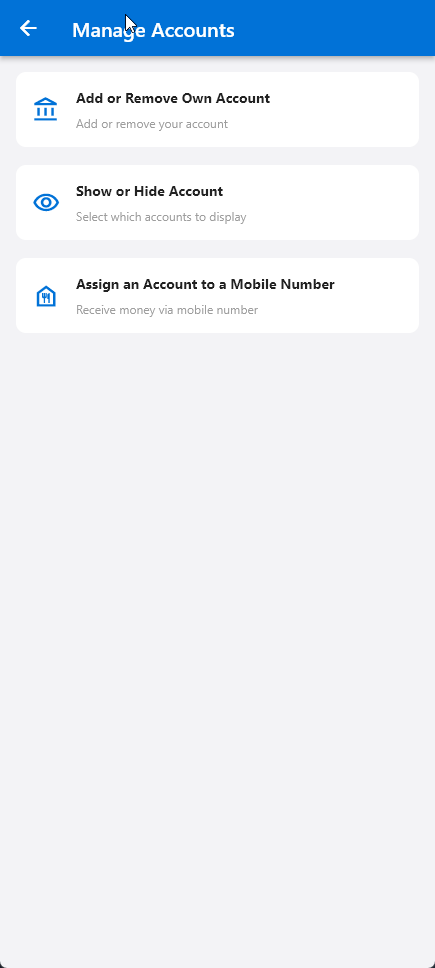 Manage Accounts
Add or Remove Own Account
Add or remove your account
Show or Hide Account
Select which accounts to display
Assign an Account to a Mobile Number
Receive money via mobile number